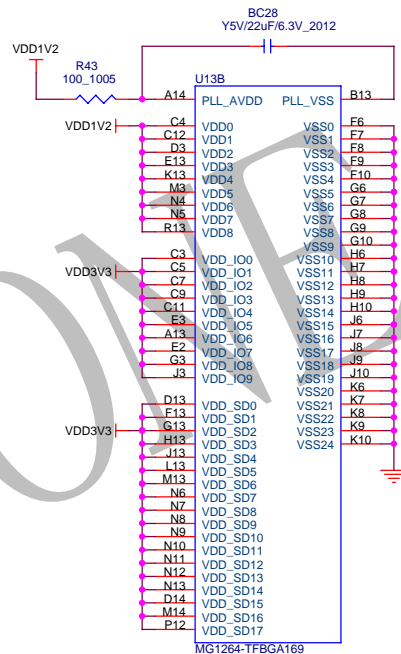 BC28
Y5V/22uF/6.3V_2012
VDD1V2
R43
100_1005
U13B
A14 PLL_AVDD PLL_VSS B13
VDD1V2
C4 VDD0 VSS0 F6
C12 VDD1 VSS1 F7
D3 VDD2 VSS2 F8
E13 VDD3 VSS3 F9
K13 VDD4 VSS4 F10
M3 VDD5 VSS5 G6
N4 VDD6 VSS6 G7
N5 VDD7 VSS7 G8
R13 VDD8 VSS8 G9
VSS9 G10
C3 VDD_IO0 VSS10 H6
VDD3V3 C5 VDD_IO1 VSS11 H7
C7 VDD_IO2 VSS12 H8
C9 VDD_IO3 VSS13 H9
C11 VDD_IO4 VSS14 H10
E3 VDD_IO5 VSS15 J6
A13 VDD_IO6 VSS16 J7
E2 VDD_IO7 VSS17 J8
G3 VDD_IO8 VSS18 J9
J3 VDD_IO9 VSS19 J10
VSS20 K6
D13 VDD_SD0 VSS21 K7
F13 VDD_SD1 VSS22 K8
VDD3V3 G13 VDD_SD2 VSS23 K9
H13 VDD_SD3 VSS24 K10
J13 VDD_SD4
L13 VDD_SD5
M13 VDD_SD6
N6 VDD_SD7
N7 VDD_SD8
N8 VDD_SD9
N9 VDD_SD10
N10 VDD_SD11
N11 VDD_SD12
N12 VDD_SD13
N13 VDD_SD14
D14 VDD_SD15
M14 VDD_SD16
P12 VDD_SD17
MG1264-TFBGA169